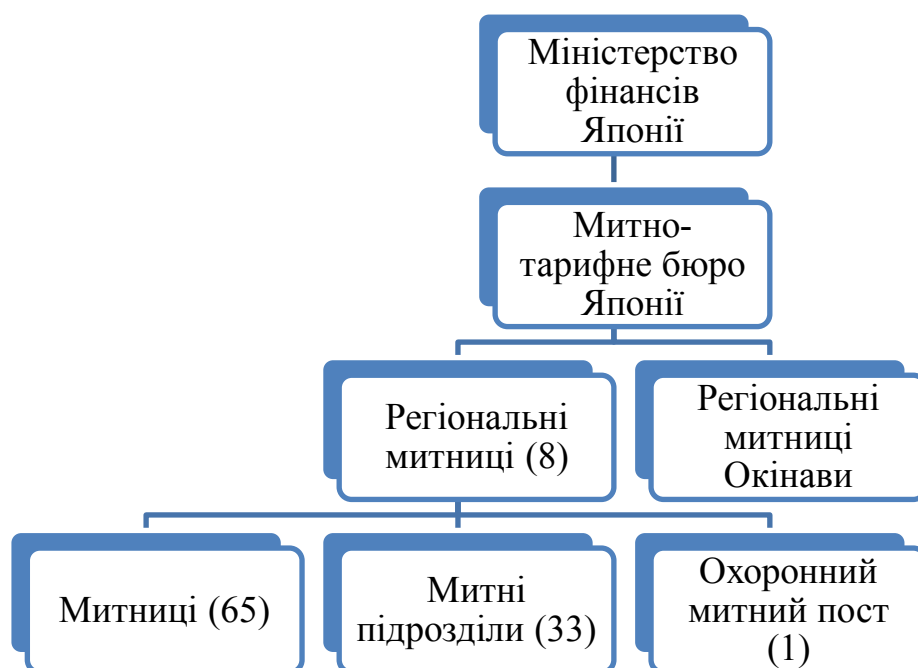 Міністерство
фінансів
Японії
Митно-
тарифне бюро
Японії
Регіональні
митниці (8)
Регіональні
митниці
Окінави
Митниці (65)
Митні
підрозділи (33)
Охоронний
митний пост
(1)